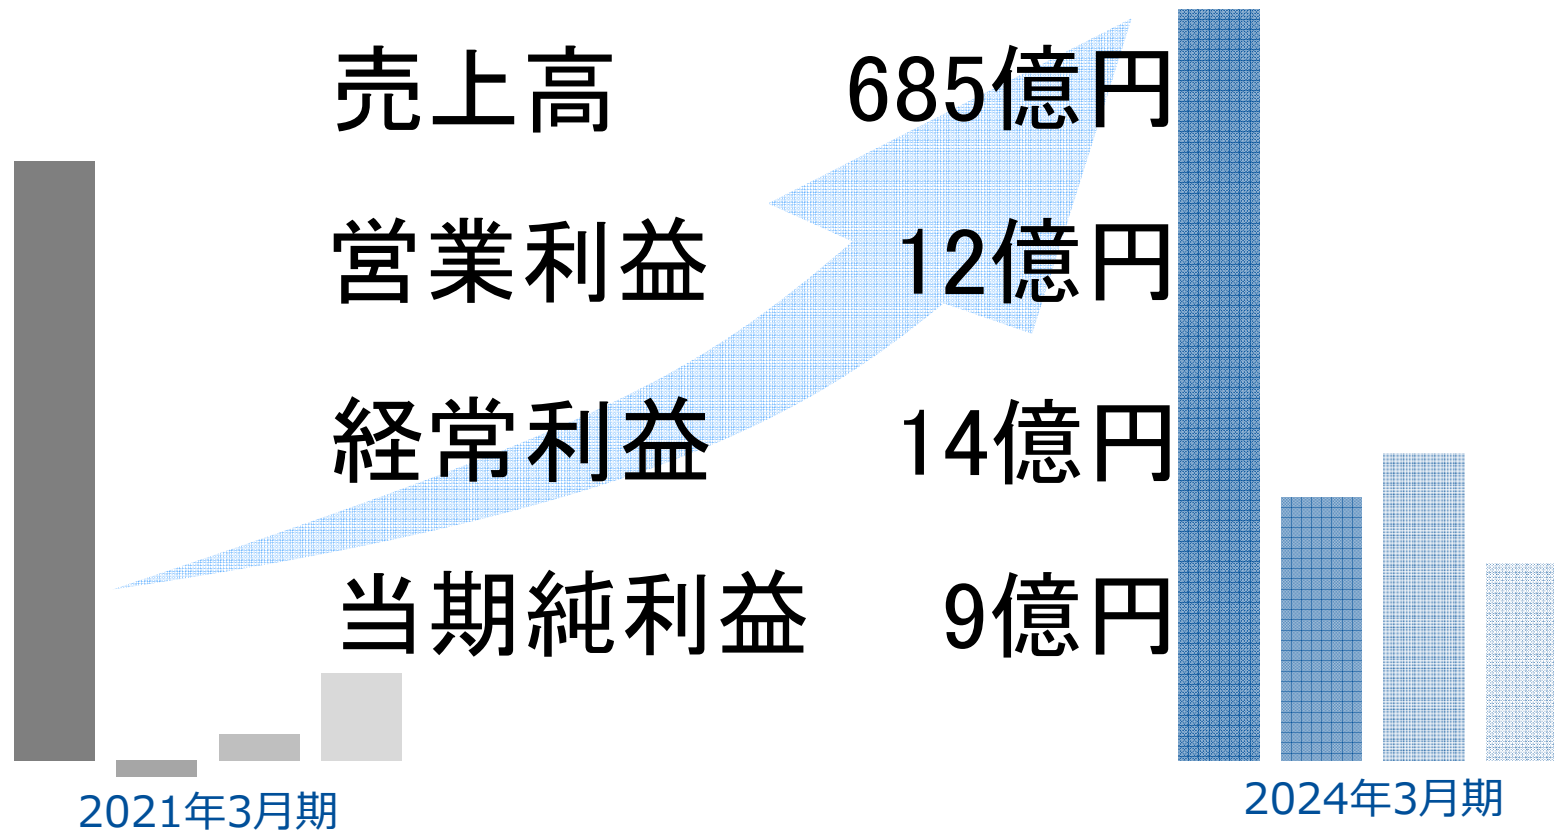 売上高 685億円
営業利益 12億円
経常利益 14億円
当期純利益 9億円
2021年3月期
2024年3月期